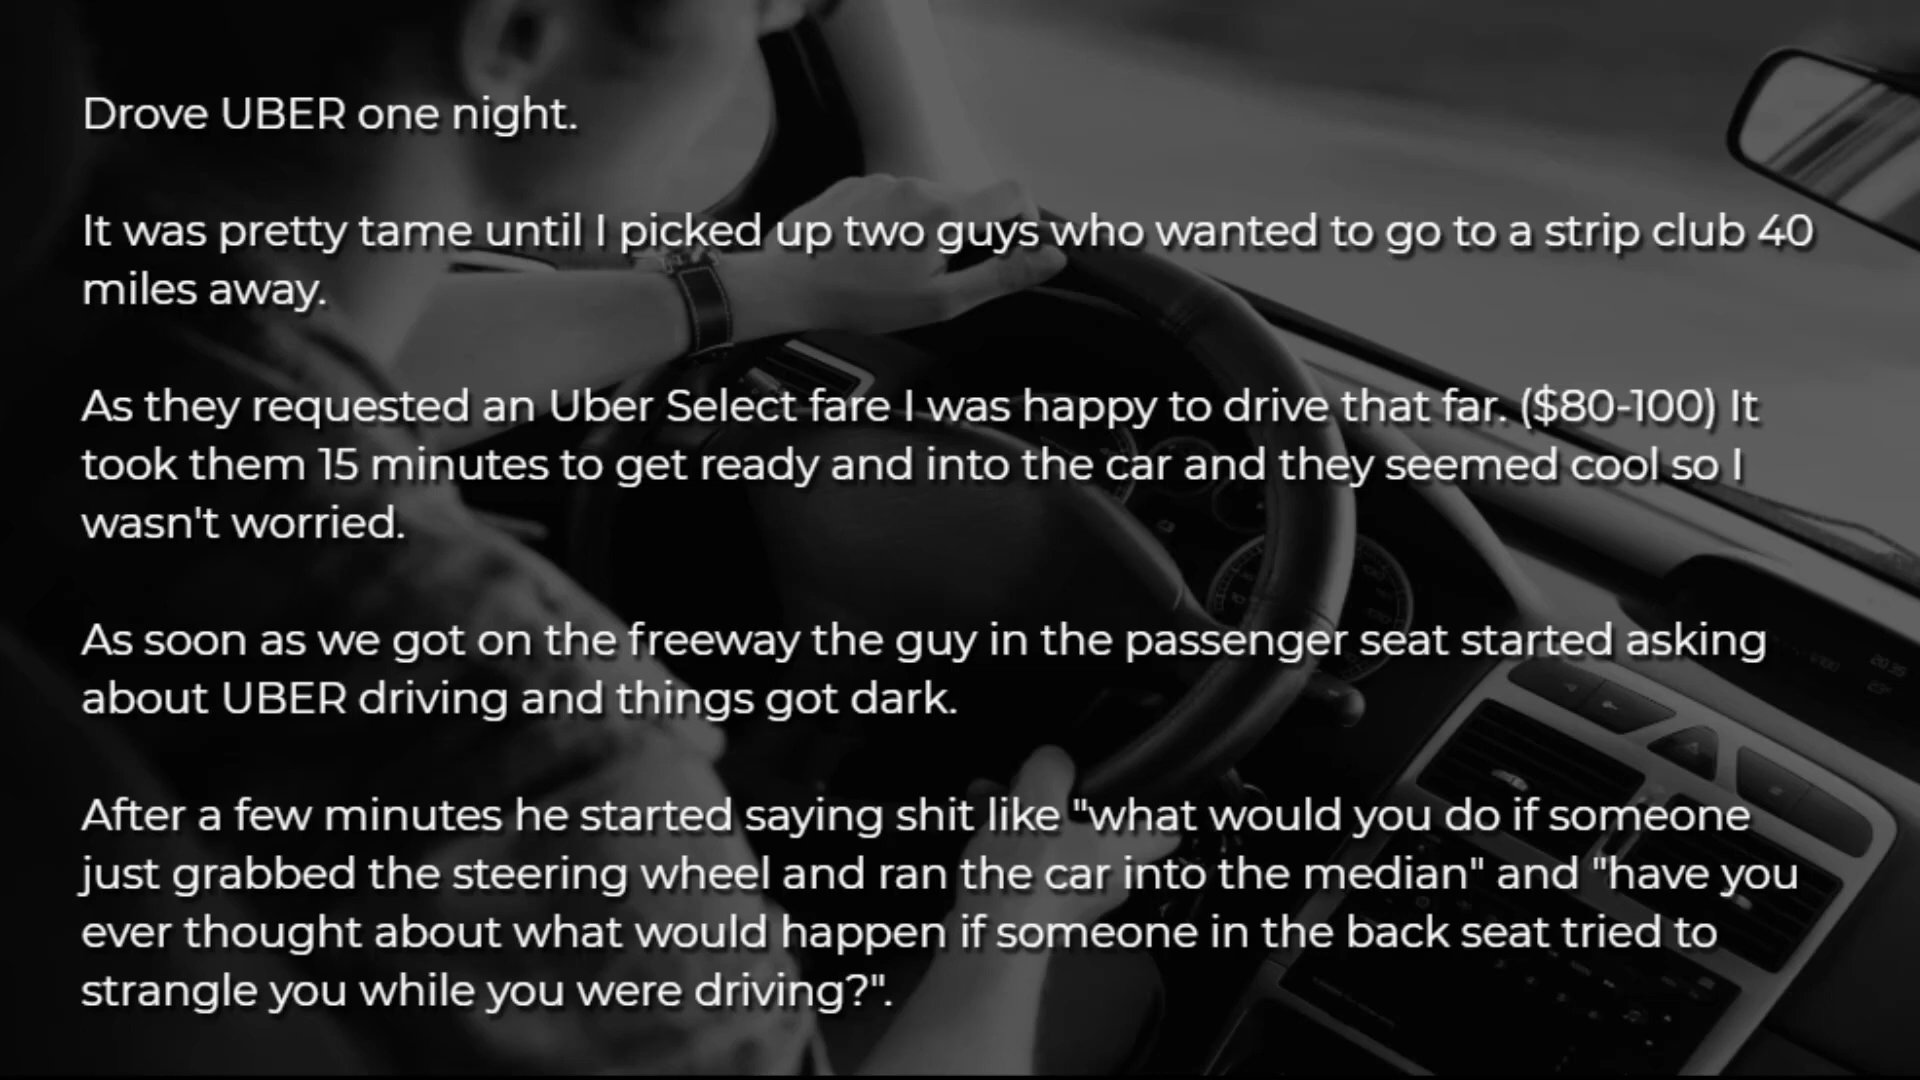 Drove UBER one night.
It was pretty tame until I picked up two guys who wanted to go to a strip club 40
miles away.
As they requested an Uber Select fare I was happy to drive that far. ($80-100) It
took them 15 minutes to get ready and into the car and they seemed cool so I
wasn't worried.
As soon as we got on the freeway the guy in the passenger seat started asking
about UBER driving and things got dark.
After a few minutes he started saying shit like "what would you do if someone
just grabbed the steering wheel and ran the car into the median" and "have you
ever thought about what would happen if someone in the back seat tried to
strangle you while you were driving?".